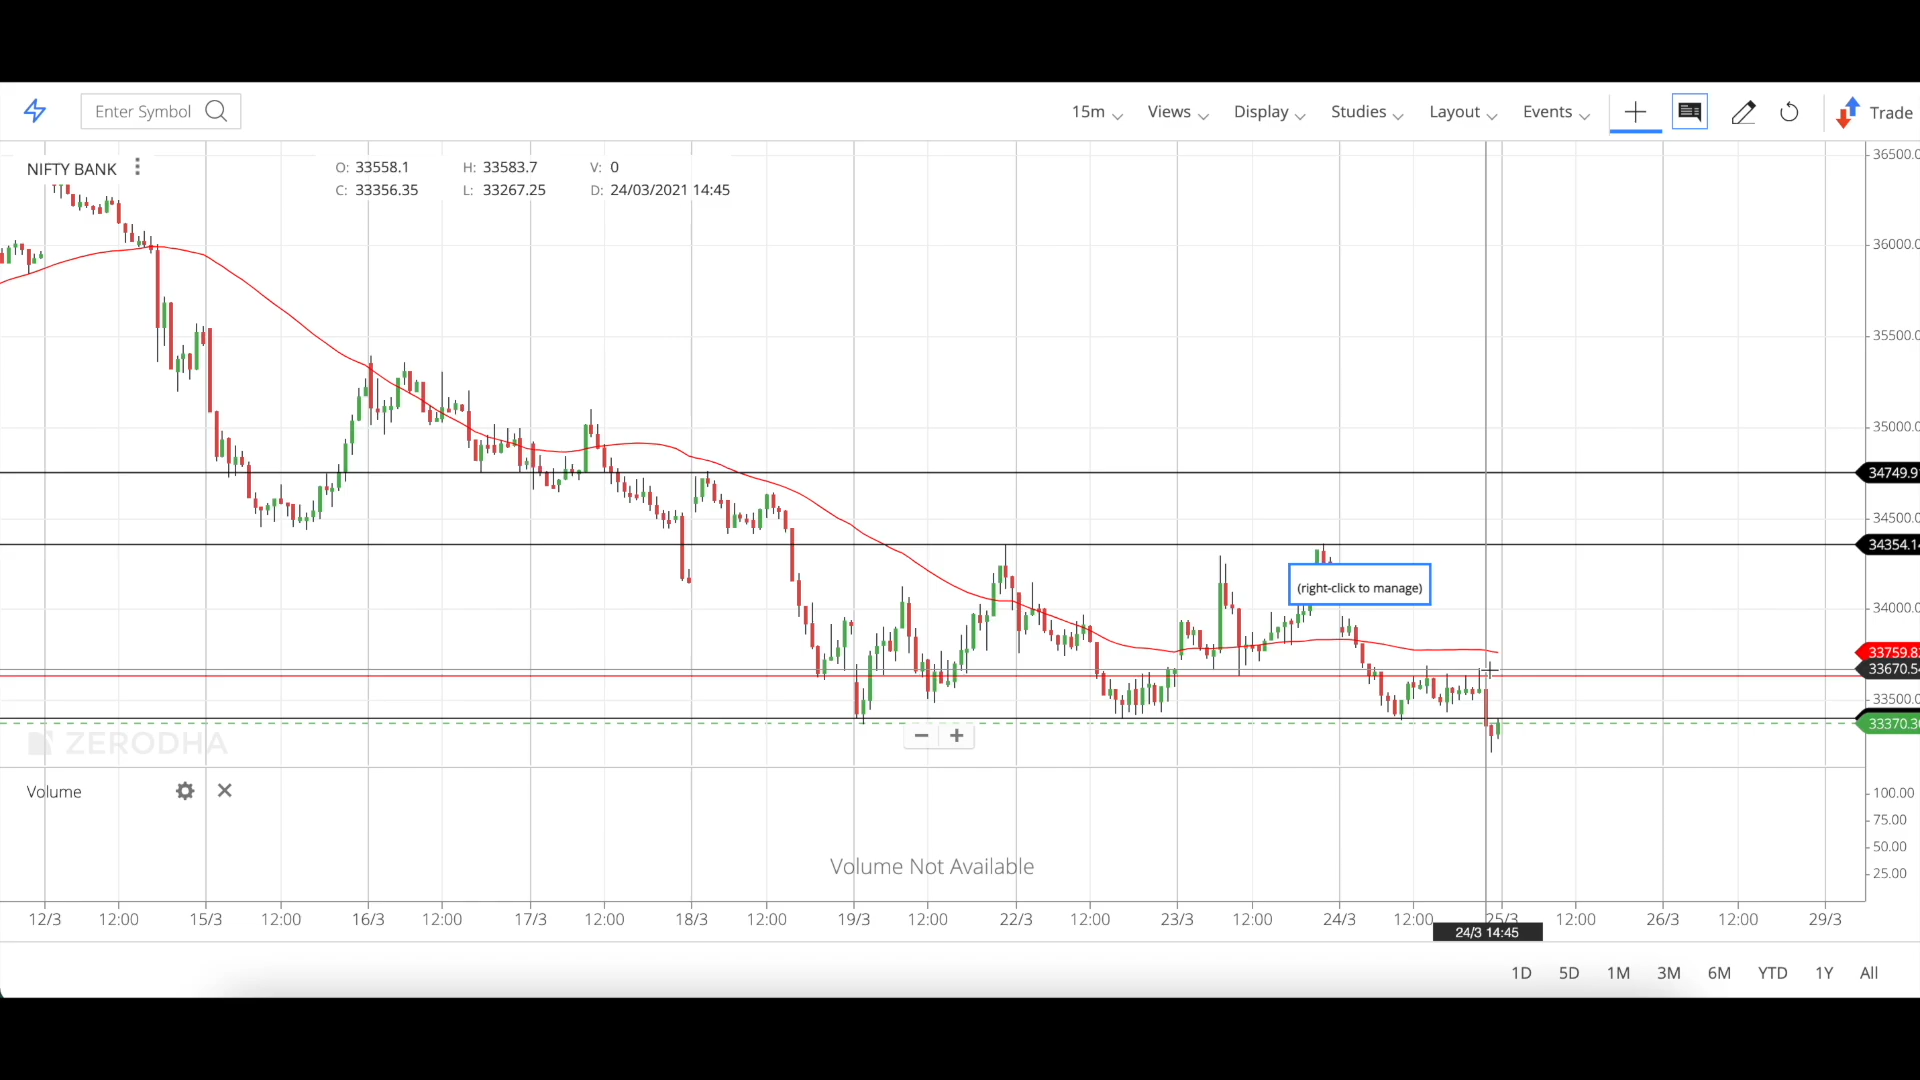 Enter Symbol
15m Views Display Studies Layout Events Trade
NIFTY BANK
O: 33558.1 H: 33583.7 V: 0
C: 33356.35 L: 33267.25 D: 24/03/2021 14:45
36500.0
36000.0
35500.0
35000.0
34749.9
34500.0
34354.1
(right-click to manage)
34000.0
33759.8
33670.5
33500.0
33370.30
ZERODHA
Volume
100.00
75.00
50.00
25.00
Volume Not Available
12/3 12:00 15/3 12:00 16/3 12:00 17/3 12:00 18/3 12:00 19/3 12:00 22/3 12:00 23/3 12:00 24/3 12:00 25/3 12:00 26/3 12:00 29/3
24/3 14:45
1D 5D 1M 3M 6M YTD 1Y All